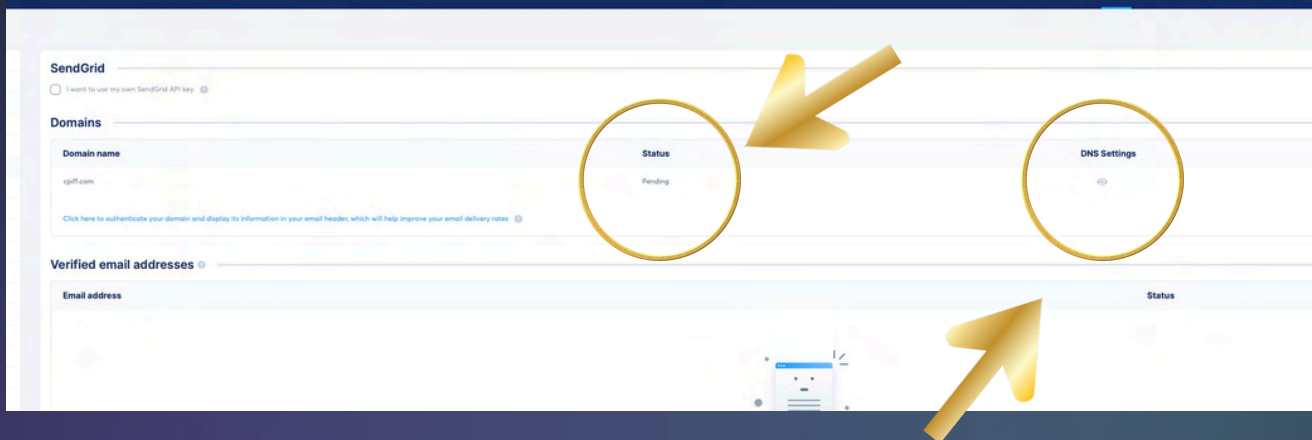 SendGrid
I want to use my own SendGrid API key
Domains
Domain name Status DNS Settings
cpiff.com Pending
Click here to authenticate your domain and display its information in your email header, which will help improve your email delivery rates
Verified email addresses
Email address Status